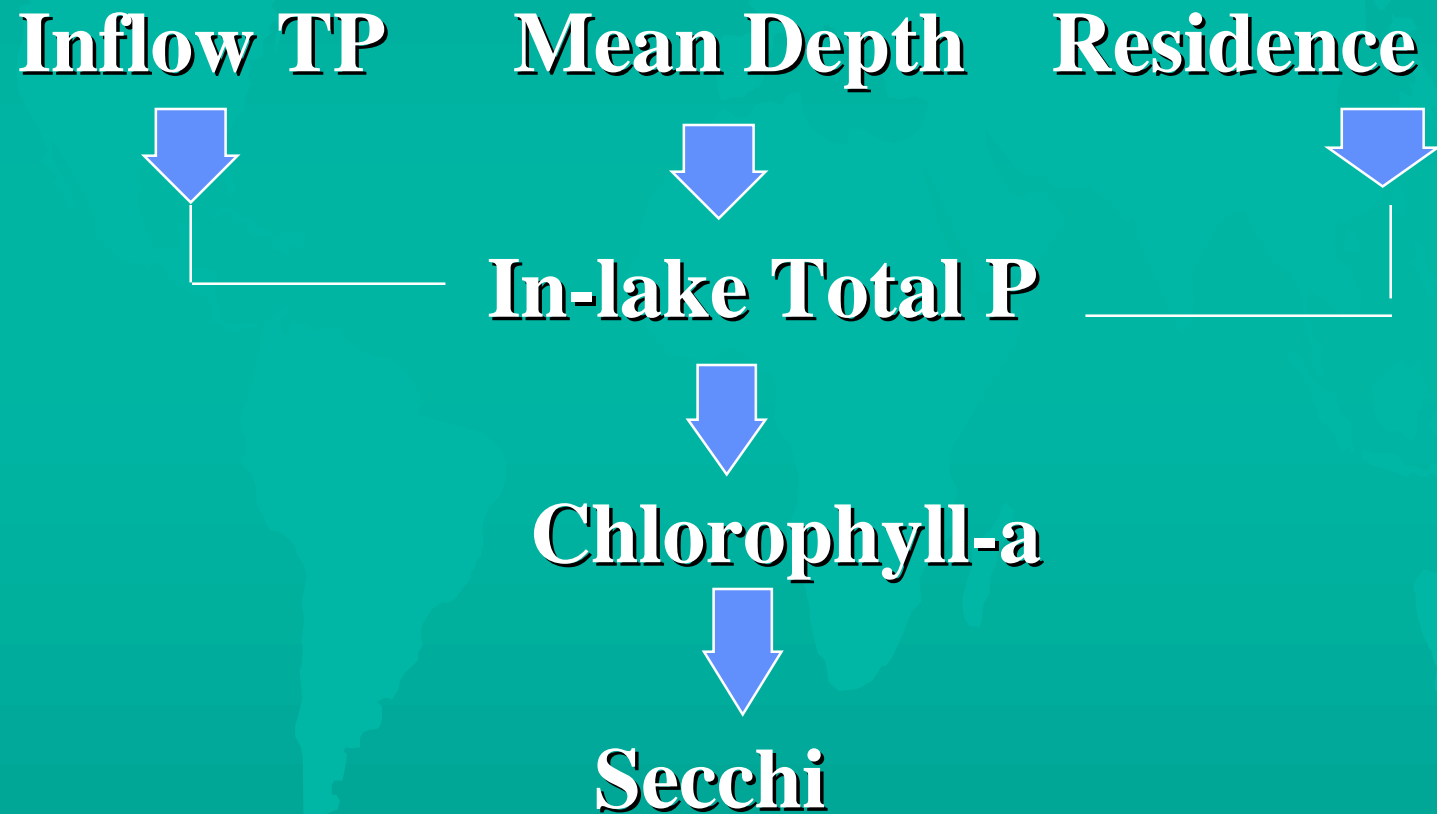 Inflow TP Mean Depth Residence
In-lake Total P
Chlorophyll-a
Secchi